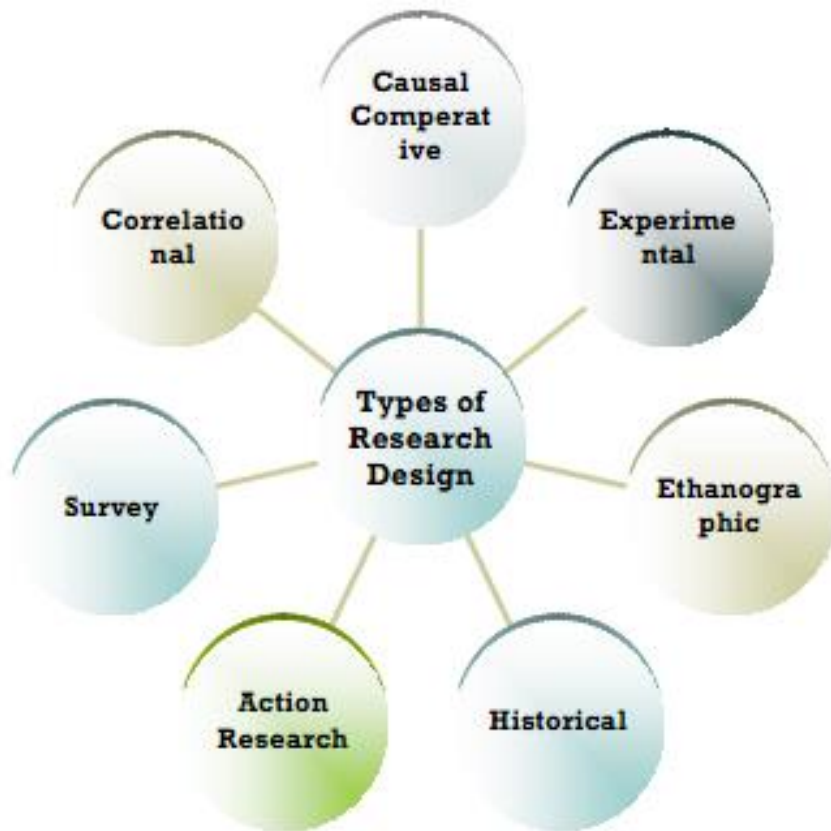 Causal
Comperat
ive
Experime
ntal
Ethanogra
phic
Historical
Action
Research
Survey
Correlatio
nal
Types of
Research
Design